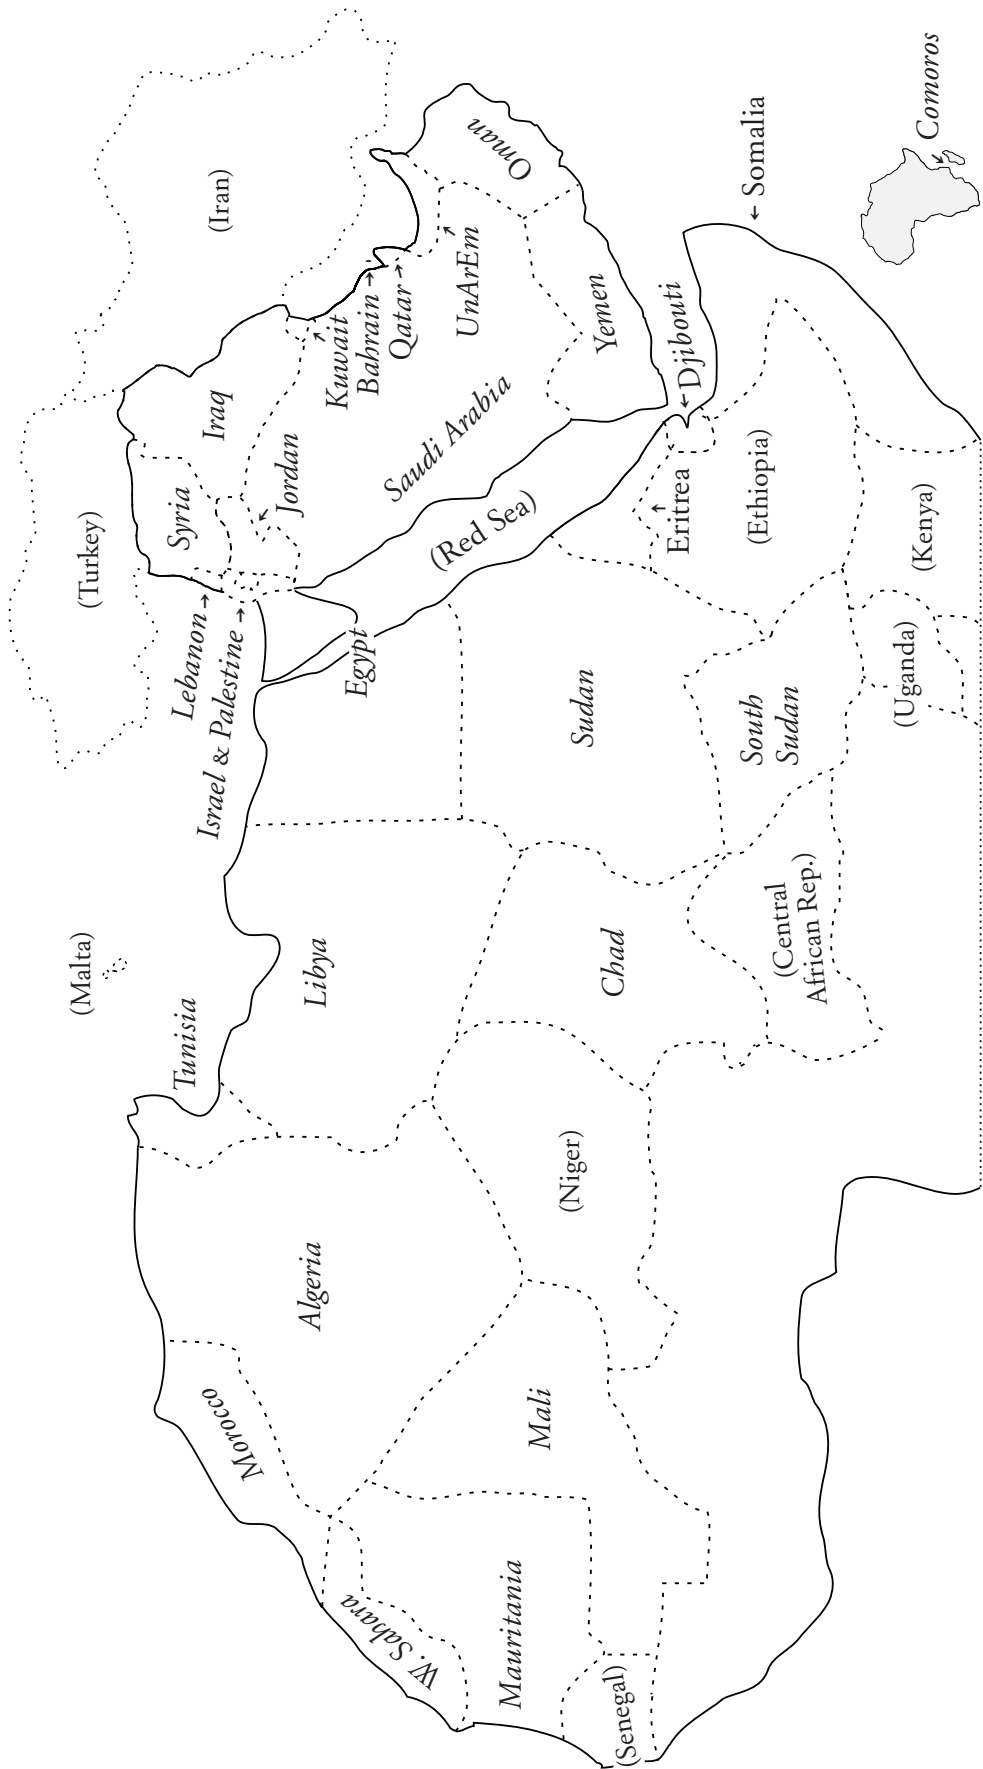 (Malta)
(Turkey)
(Iran)
Tunisia
Israel & Palestine →
Lebanon →
Syria
Iraq
Morocco
Algeria
Libya
Egypt
Jordan
Kuwait
Bahrain →
Qatar →
UnArEm
Oman
Saudi Arabia
Yemen
(Red Sea)
W. Sahara
Mauritania
Mali
(Niger)
Chad
Sudan
Eritrea →
← Djibouti
← Somalia
(Senegal)
(Central
African Rep.)
South
Sudan
(Ethiopia)
(Uganda)
(Kenya)
Comoros